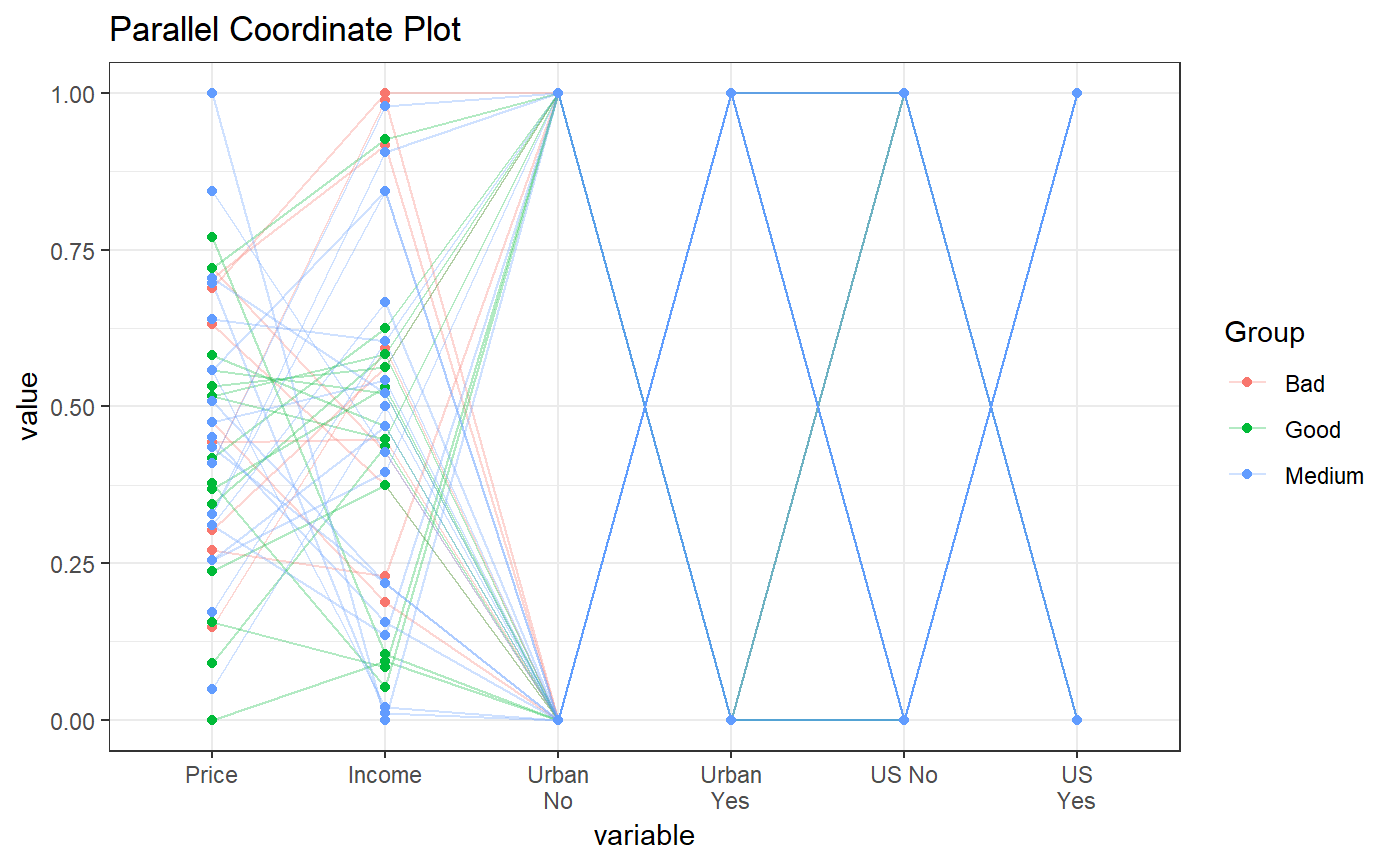 Parallel Coordinate Plot
1.00
0.75
0.50
0.25
0.00
value
Price
Income
Urban
No
Urban
Yes
US No
US
Yes
variable
Group
Bad
Good
Medium